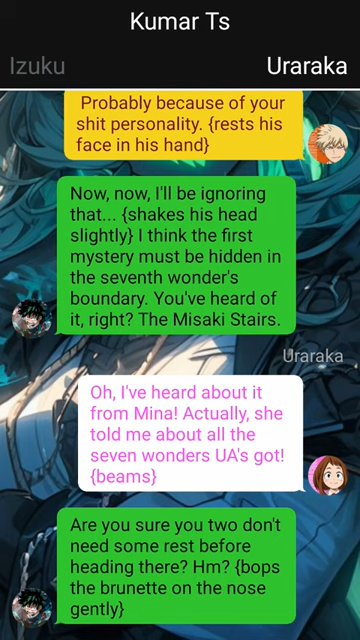 Kumar Ts
Izuku
Uraraka
Probably because of your
shit personality. {rests his
face in his hand}
Now, now, I'll be ignoring
that... {shakes his head
slightly} I think the first
mystery must be hidden in
the seventh wonder's
boundary. You've heard of
it, right? The Misaki Stairs.
Uraraka
Oh, I've heard about it
from Mina! Actually, she
told me about all the
seven wonders UA's got!
{beams}
Are you sure you two don't
need some rest before
heading there? Hm? {bops
the brunette on the nose
gently}